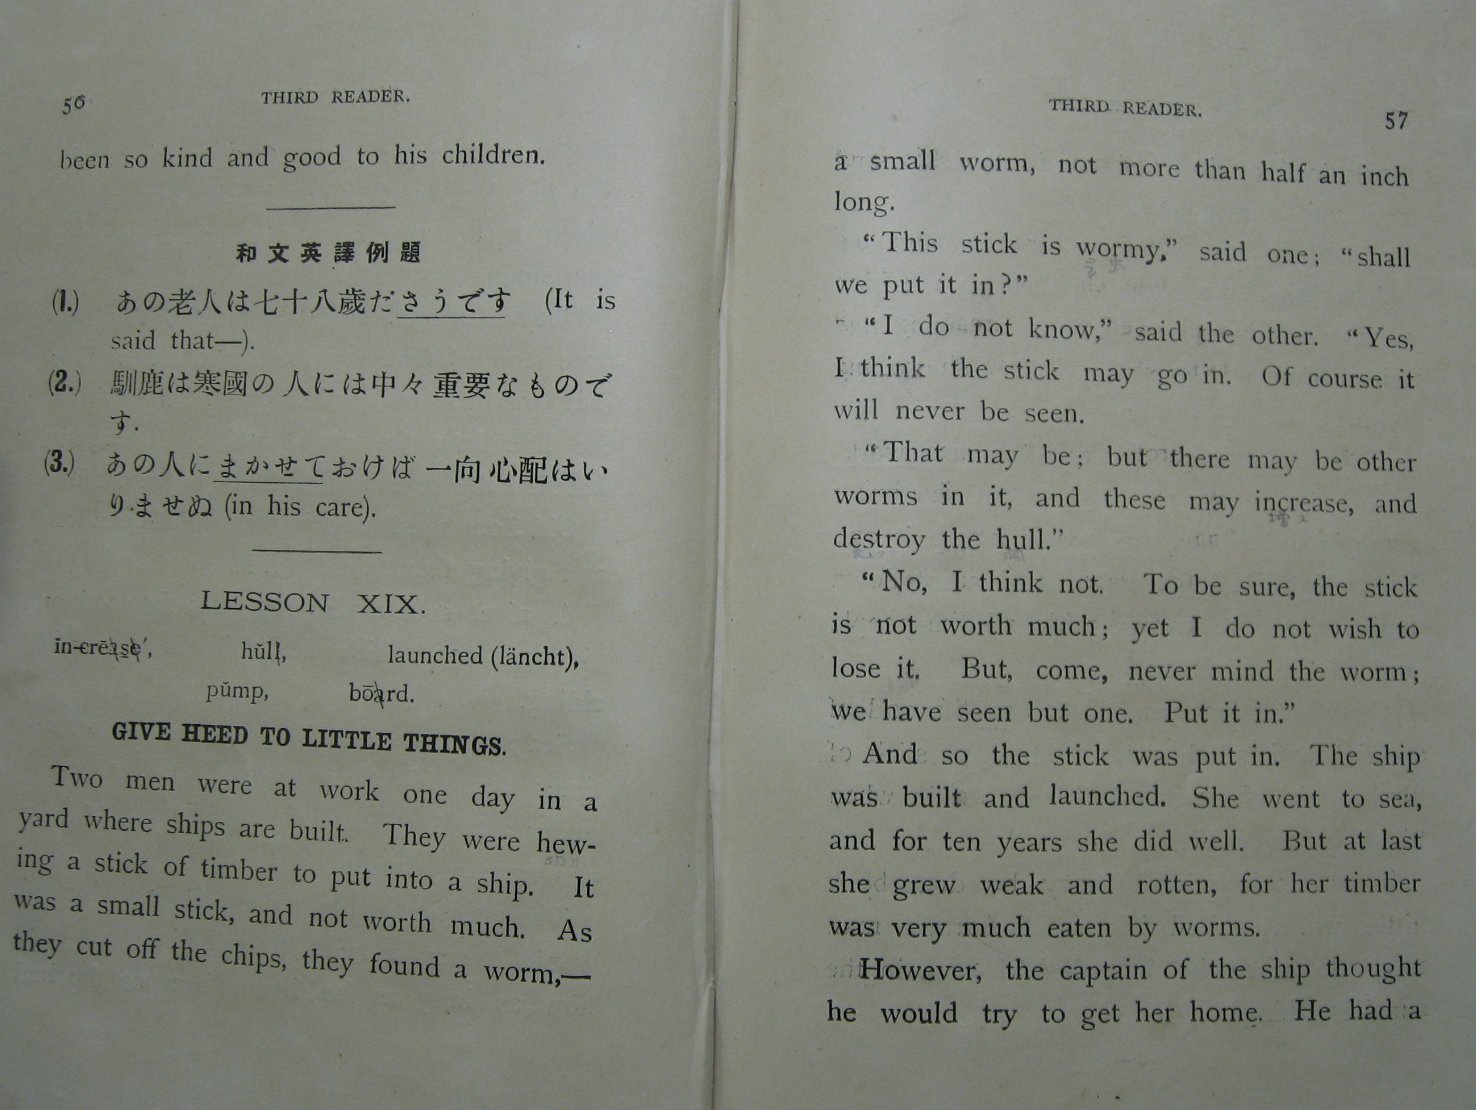 56
THIRD READER.
been so kind and good to his children.
和文英譯例題
(1.) あの老人は七十八歲ださうです (It is
said that—).
(2.) 馴鹿は寒國の人には中々重要なもので
す.
(3.) あの人にまかせておけば一向心配はい
りませぬ (in his care).
LESSON XIX.
ĭn-crēase′, hŭll, launched (läncht),
pŭmp, bōard.
GIVE HEED TO LITTLE THINGS.
Two men were at work one day in a
yard where ships are built. They were hew-
ing a stick of timber to put into a ship. It
was a small stick, and not worth much. As
they cut off the chips, they found a worm,—
THIRD READER.
57
a small worm, not more than half an inch
long.
“This stick is wormy,” said one; “shall
we put it in?”
“I do not know,” said the other. “Yes,
I think the stick may go in. Of course it
will never be seen.
“That may be; but there may be other
worms in it, and these may increase, and
destroy the hull.”
“No, I think not. To be sure, the stick
is not worth much; yet I do not wish to
lose it. But, come, never mind the worm;
we have seen but one. Put it in.”
And so the stick was put in. The ship
was built and launched. She went to sea,
and for ten years she did well. But at last
she grew weak and rotten, for her timber
was very much eaten by worms.
However, the captain of the ship thought
he would try to get her home. He had a